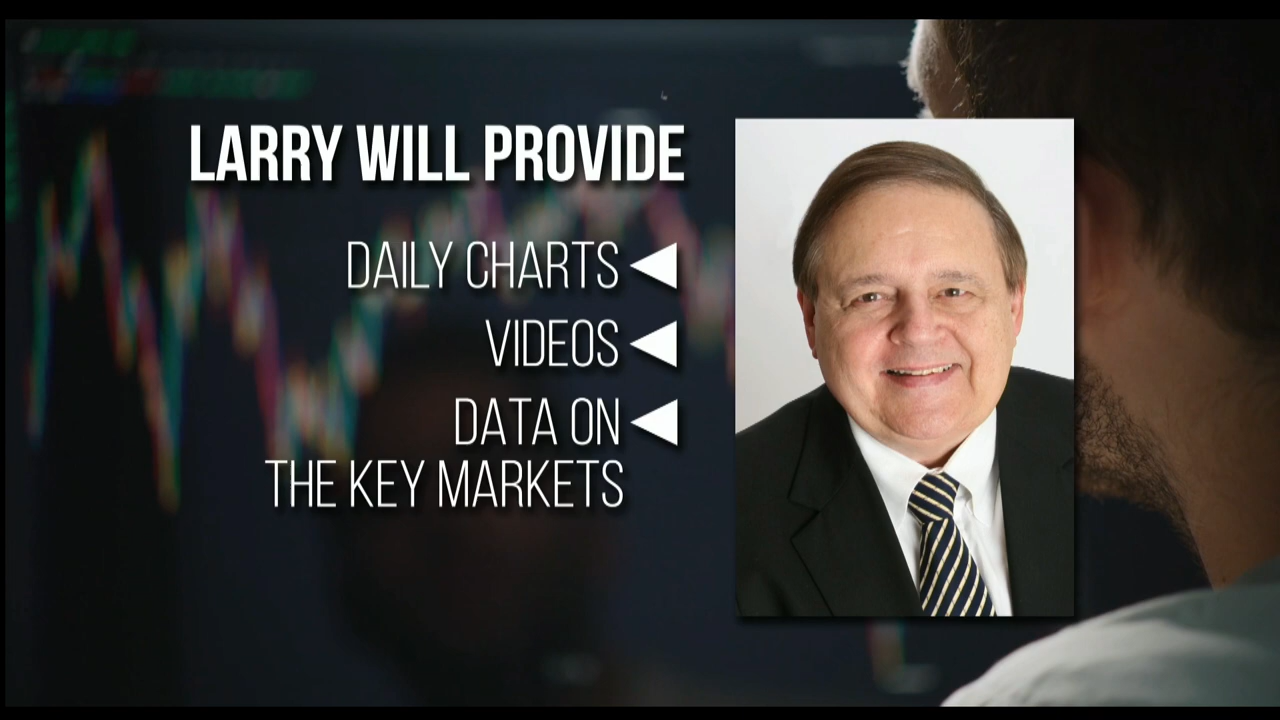 LARRY WILL PROVIDE
DAILY CHARTS
VIDEOS
DATA ON
THE KEY MARKETS